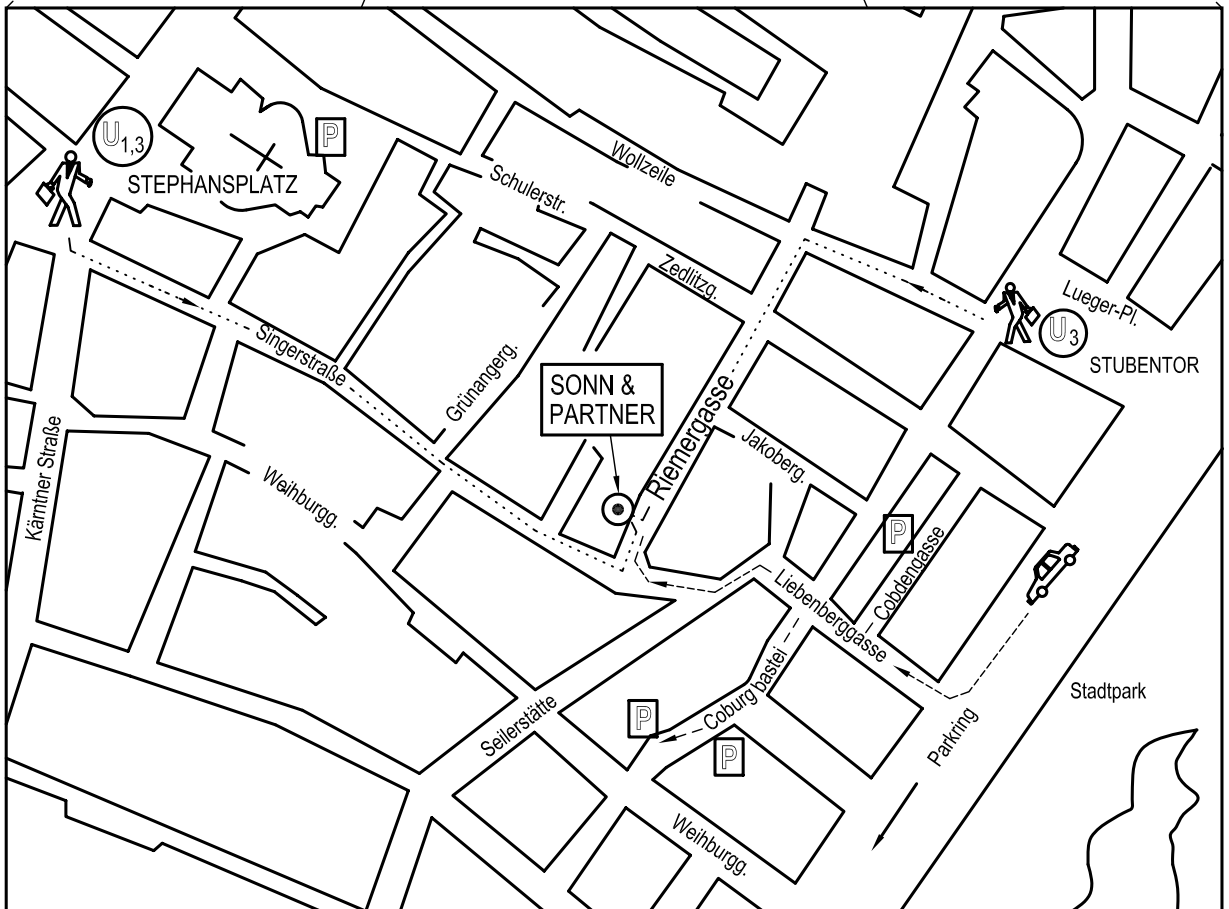 U1,3
P
STEPHANSPLATZ
Wollzeile
Schulerstr.
Zedlitzg.
Lueger-Pl.
U3
STUBENTOR
Singerstraße
Grünangerg.
SONN &
PARTNER
Riemergasse
Jakoberg.
Kärntner Straße
Weihburgg.
P
Cobdengasse
Liebenberggasse
Stadtpark
Coburgbastei
Seilerstätte
P
P
Parkring
Weihburgg.